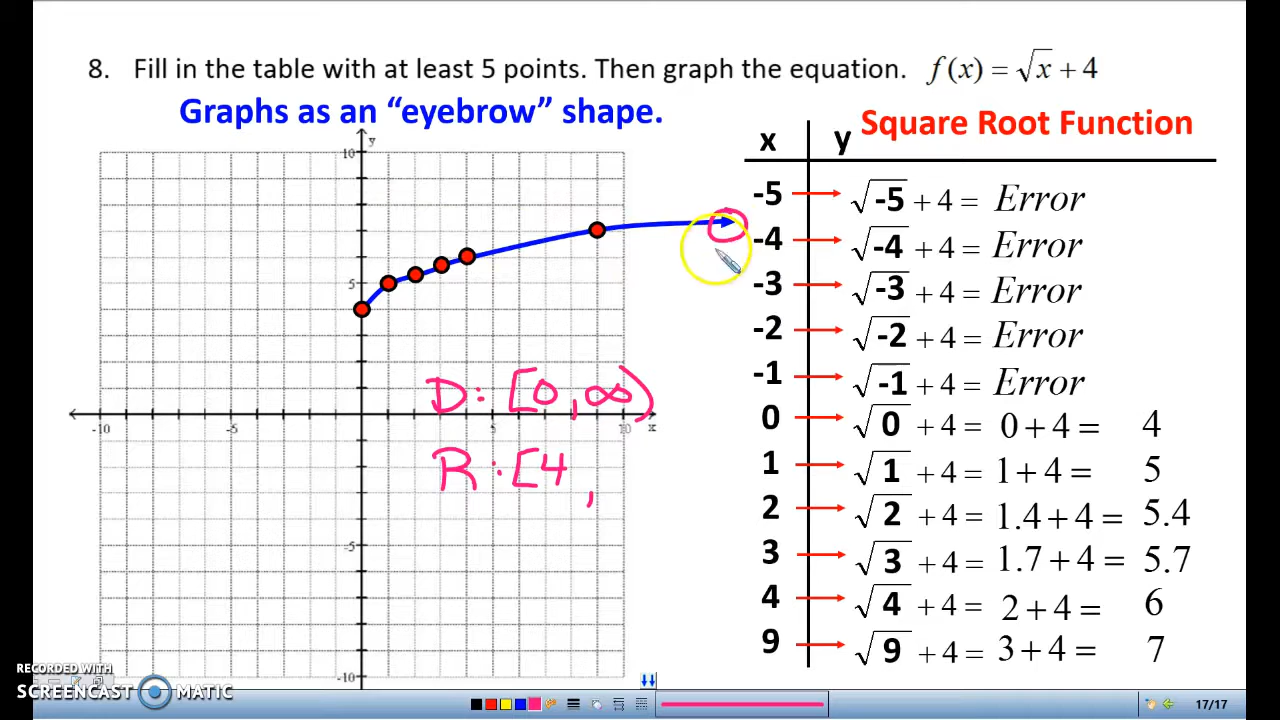 8. Fill in the table with at least 5 points. Then graph the equation. f(x) = √x + 4
Graphs as an “eyebrow” shape.
Square Root Function
x y
-5 √-5 + 4 = Error
-4 √-4 + 4 = Error
-3 √-3 + 4 = Error
-2 √-2 + 4 = Error
-1 √-1 + 4 = Error
0 √0 + 4 = 0 + 4 = 4
1 √1 + 4 = 1 + 4 = 5
2 √2 + 4 = 1.4 + 4 = 5.4
3 √3 + 4 = 1.7 + 4 = 5.7
4 √4 + 4 = 2 + 4 = 6
9 √9 + 4 = 3 + 4 = 7
y
10
5
-10 -5 5 10 x
-5
-10
D: [0, ∞)
R: [4,
RECORDED WITH
SCREENCAST MATIC
17/17